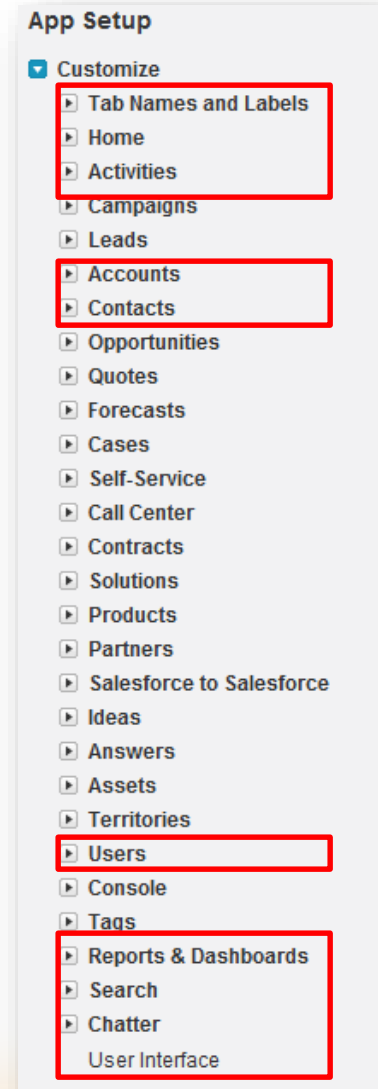 App Setup
Customize
Tab Names and Labels
Home
Activities
Campaigns
Leads
Accounts
Contacts
Opportunities
Quotes
Forecasts
Cases
Self-Service
Call Center
Contracts
Solutions
Products
Partners
Salesforce to Salesforce
Ideas
Answers
Assets
Territories
Users
Console
Tags
Reports & Dashboards
Search
Chatter
User Interface